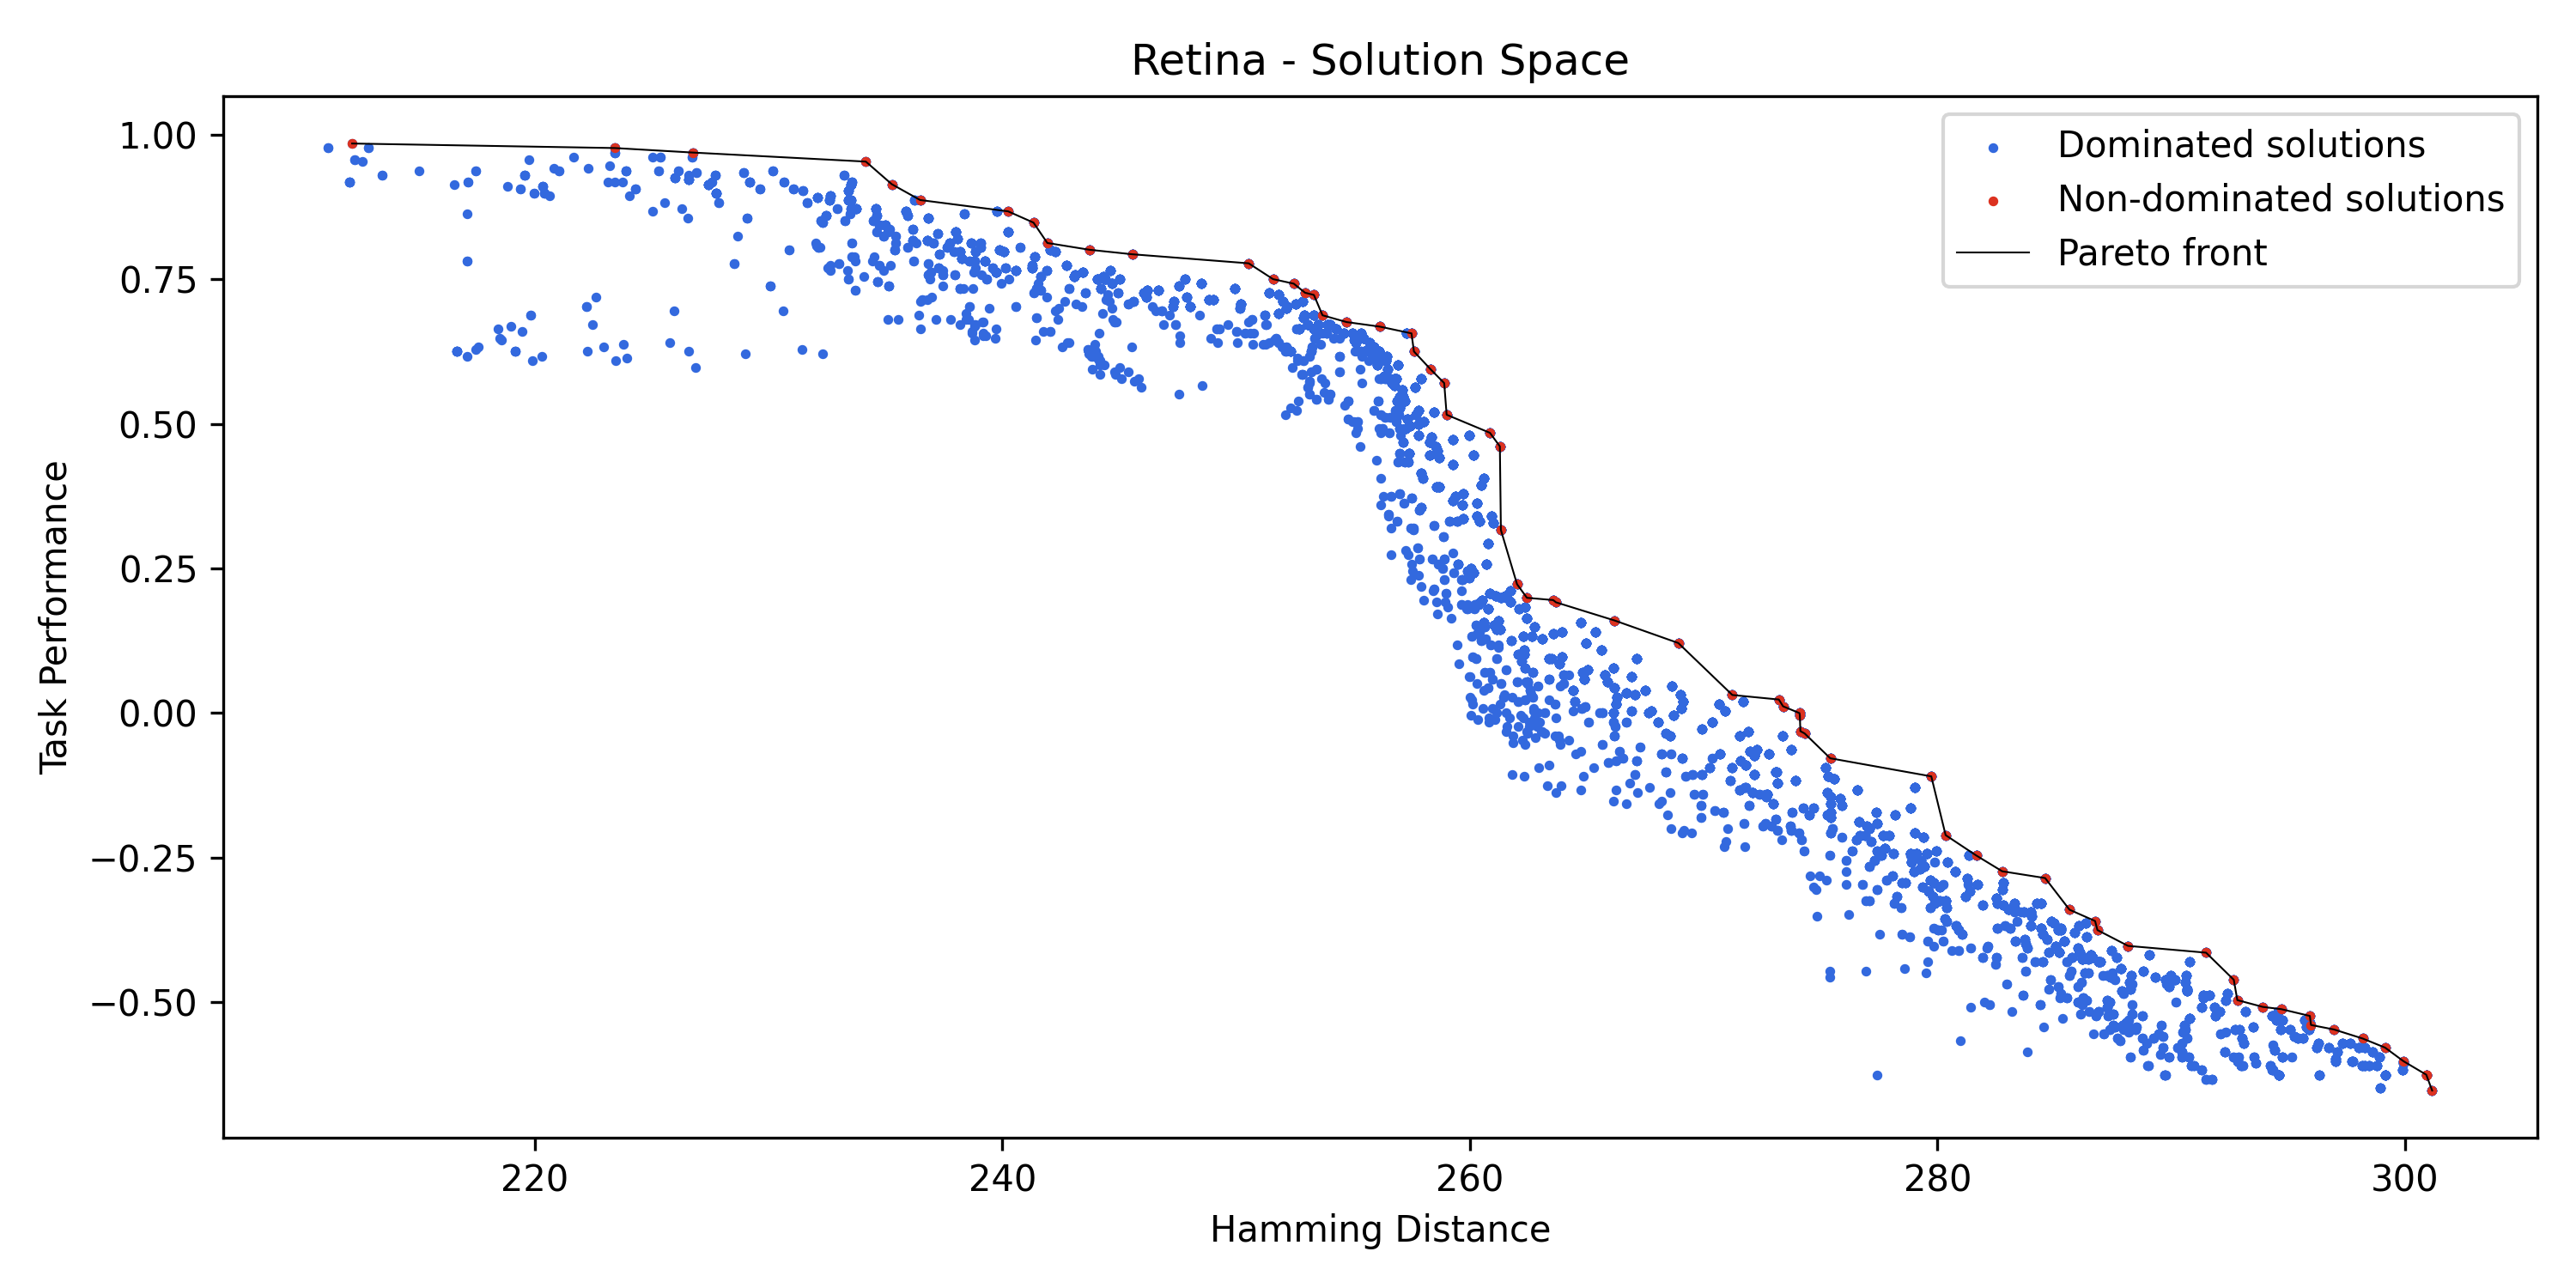 Retina - Solution Space
Dominated solutions
Non-dominated solutions
Pareto front
1.00
0.75
0.50
0.25
0.00
−0.25
−0.50
Task Performance
220
240
260
280
300
Hamming Distance